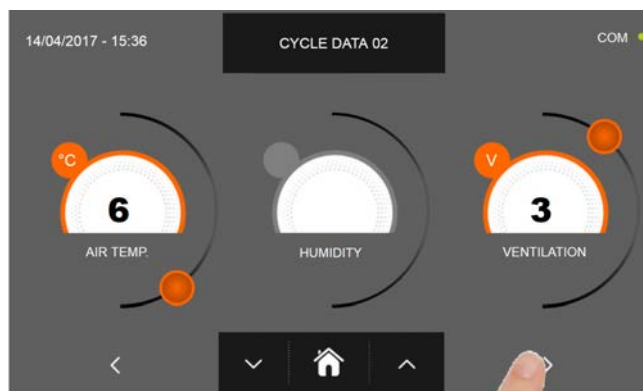 14/04/2017 - 15:36
CYCLE DATA 02
COM
°C
V
6
3
AIR TEMP.
HUMIDITY
VENTILATION